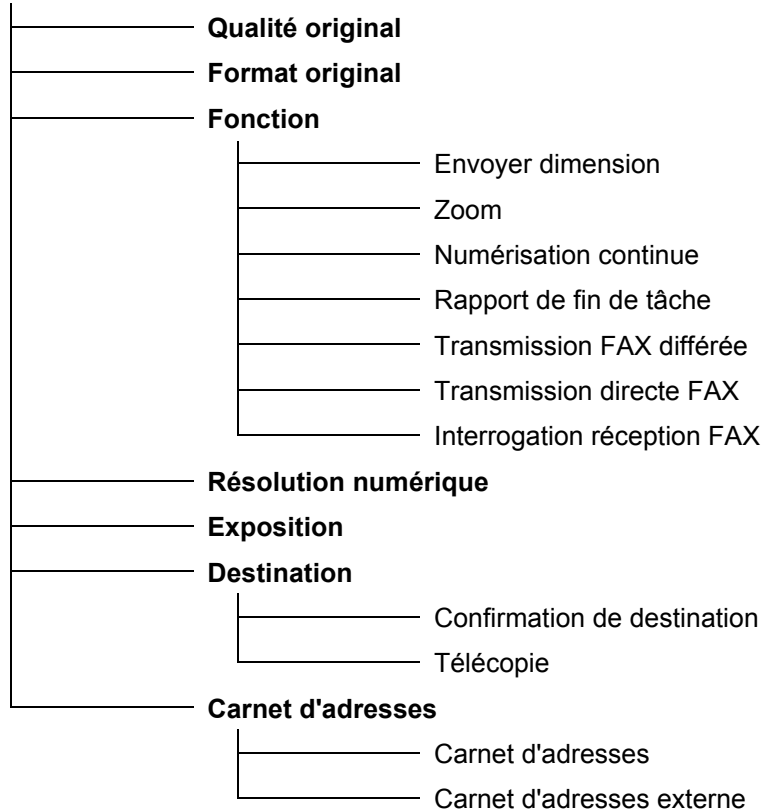 Qualité original
Format original
Fonction
Envoyer dimension
Zoom
Numérisation continue
Rapport de fin de tâche
Transmission FAX différée
Transmission directe FAX
Interrogation réception FAX
Résolution numérique
Exposition
Destination
Confirmation de destination
Télécopie
Carnet d'adresses
Carnet d'adresses
Carnet d'adresses externe